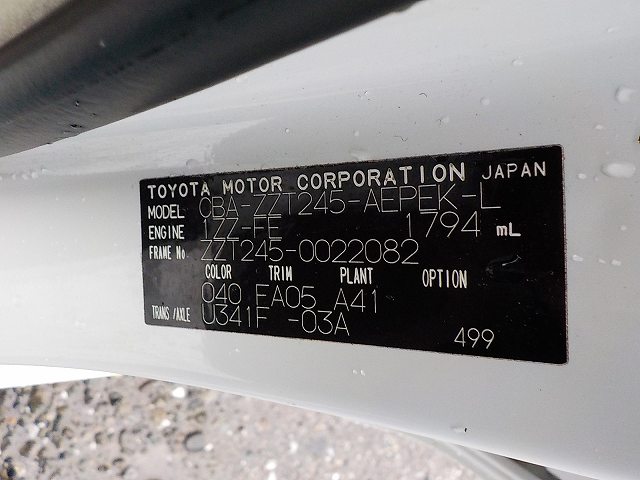 TOYOTA MOTOR CORPORATION JAPAN
MODEL CBA-ZZT245-AEPEK-L
ENGINE 1ZZ-FE 1794 mL
FRAME No ZZT245-0022082
COLOR TRIM PLANT OPTION
040 FA05 A41
TRANS/AXLE U341F -03A
499